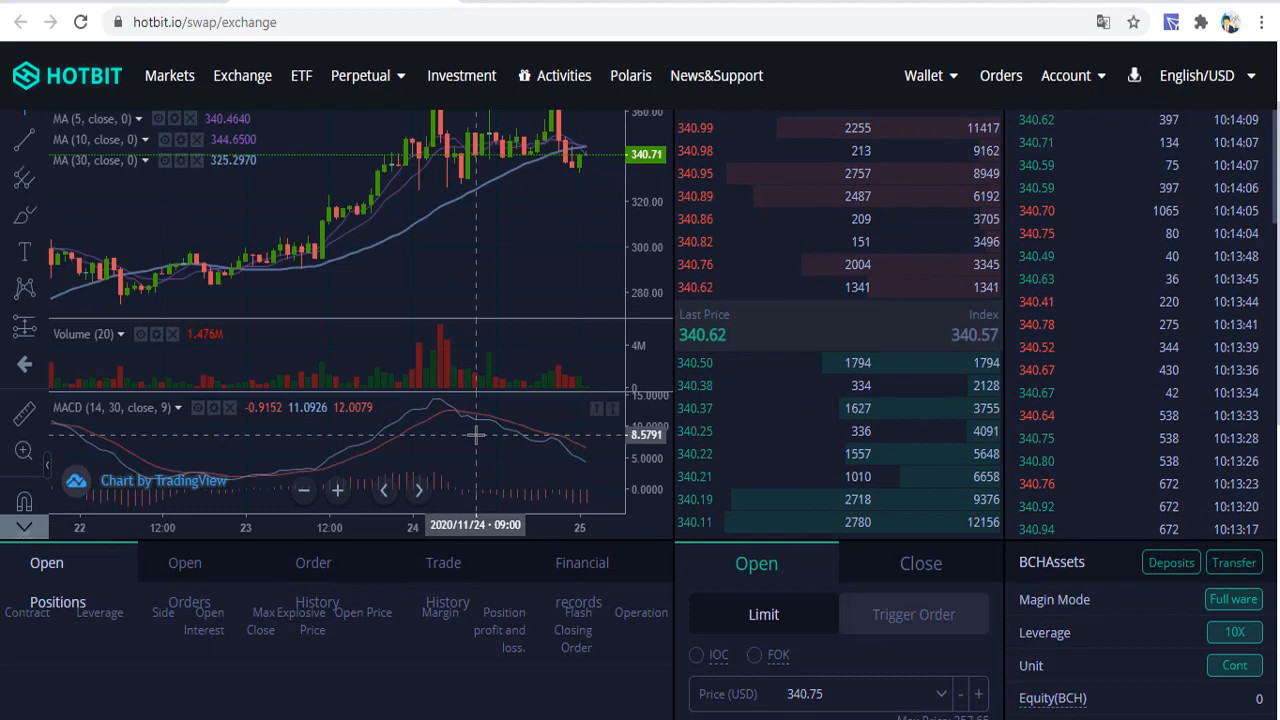 hotbit.io/swap/exchange
HOTBIT Markets Exchange ETF Perpetual Investment Activities Polaris News&Support Wallet Orders Account English/USD
MA (5, close, 0) 340.4640
MA (10, close, 0) 344.6500
MA (30, close, 0) 325.2970
360.00
340.71
320.00
300.00
280.00
Volume (20) 1.476M
4M
0
MACD (14, 30, close, 9) -0.9152 11.0926 12.0079
15.0000
10.0000
8.5791
5.0000
0.0000
Chart by TradingView
22 12:00 23 12:00 24 2020/11/24 · 09:00 25
340.99 2255 11417
340.98 213 9162
340.95 2757 8949
340.89 2487 6192
340.86 209 3705
340.82 151 3496
340.76 2004 3345
340.62 1341 1341
Last Price Index
340.62 340.57
340.50 1794 1794
340.38 334 2128
340.37 1627 3755
340.25 336 4091
340.22 1557 5648
340.21 1010 6658
340.19 2718 9376
340.11 2780 12156
340.62 397 10:14:09
340.71 134 10:14:07
340.59 75 10:14:07
340.59 397 10:14:06
340.70 1065 10:14:05
340.75 80 10:14:04
340.49 40 10:13:48
340.63 36 10:13:45
340.41 220 10:13:44
340.78 275 10:13:41
340.52 344 10:13:39
340.67 430 10:13:36
340.67 42 10:13:34
340.64 538 10:13:33
340.75 538 10:13:28
340.80 538 10:13:26
340.76 672 10:13:23
340.92 672 10:13:20
340.94 672 10:13:17
Open Positions
Open Orders
Order History
Trade History
Financial records
Contract Leverage Side Open Interest Max Close Explosive Price Open Price Margin Position profit and loss. Flash Closing Order Operation
Open Close
Limit Trigger Order
IOC FOK
Price (USD) 340.75 - +
BCHAssets Deposits Transfer
Magin Mode Full ware
Leverage 10X
Unit Cont
Equity(BCH) 0